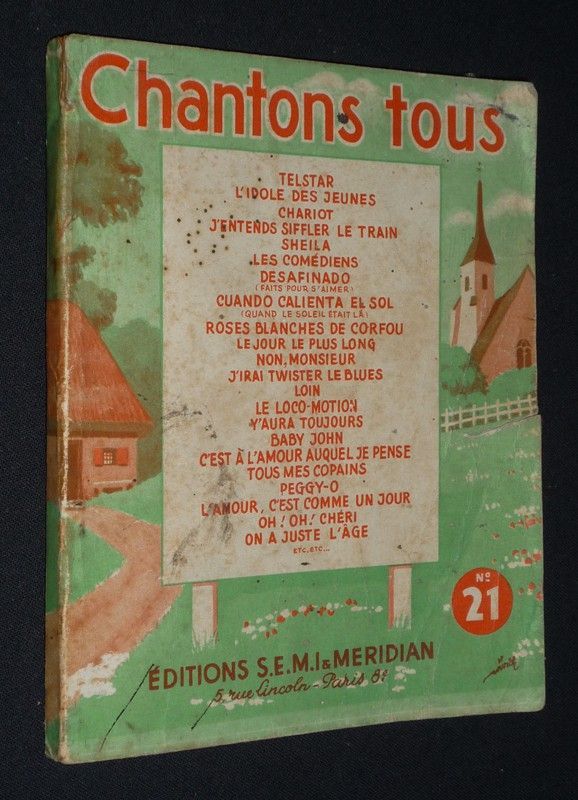 Chantons tous
TELSTAR
L'IDOLE DES JEUNES
CHARIOT
J'ENTENDS SIFFLER LE TRAIN
SHEILA
LES COMÉDIENS
DESAFINADO
(FAITS POUR S'AIMER)
CUANDO CALIENTA EL SOL
(QUAND LE SOLEIL ÉTAIT LÀ)
ROSES BLANCHES DE CORFOU
LE JOUR LE PLUS LONG
NON, MONSIEUR
J'IRAI TWISTER LE BLUES
LOIN
LE LOCO-MOTION
Y'AURA TOUJOURS
BABY JOHN
C'EST À L'AMOUR AUQUEL JE PENSE
TOUS MES COPAINS
PEGGY-O
L'AMOUR, C'EST COMME UN JOUR
OH! OH! CHÉRI
ON A JUSTE L'ÂGE
ETC. ETC...
No
21
ÉDITIONS S.E.M.I & MERIDIAN
5, rue Lincoln - Paris 8e